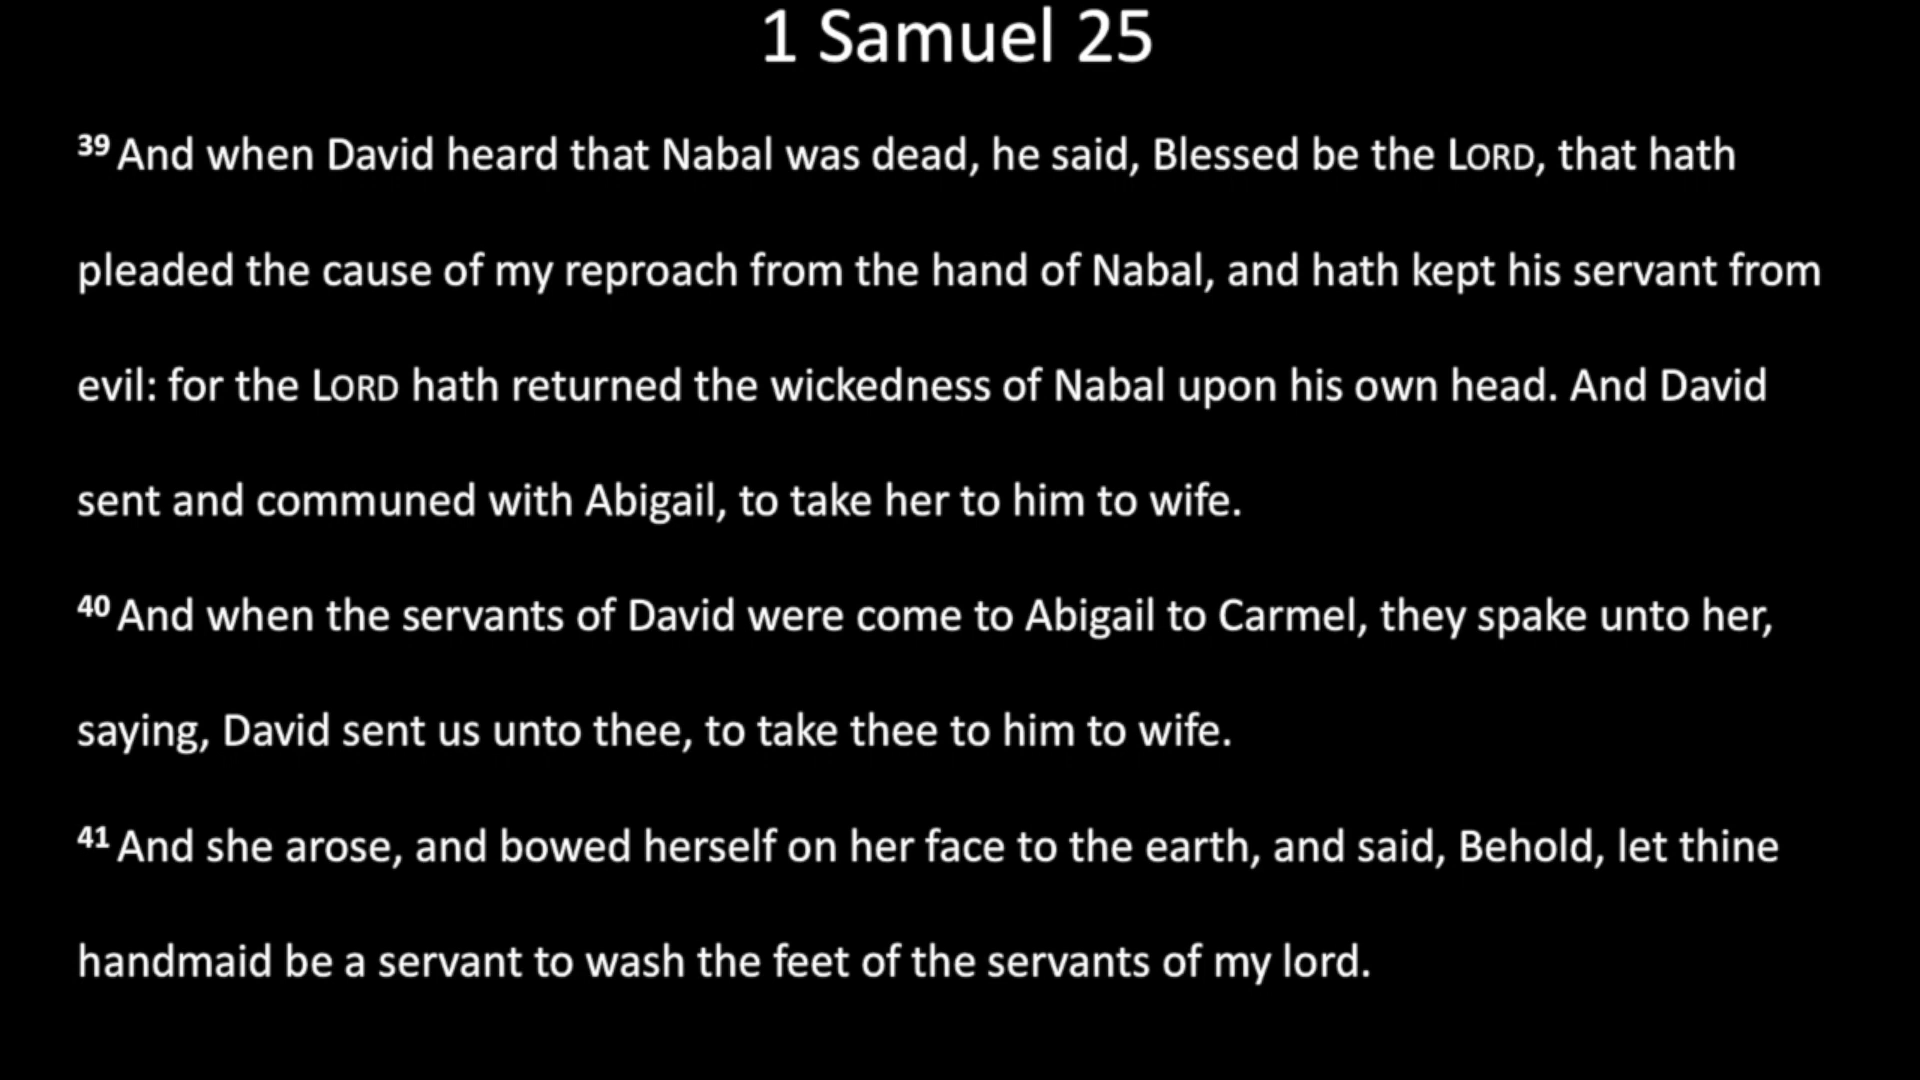 1 Samuel 25
39 And when David heard that Nabal was dead, he said, Blessed be the LORD, that hath
pleaded the cause of my reproach from the hand of Nabal, and hath kept his servant from
evil: for the LORD hath returned the wickedness of Nabal upon his own head. And David
sent and communed with Abigail, to take her to him to wife.
40 And when the servants of David were come to Abigail to Carmel, they spake unto her,
saying, David sent us unto thee, to take thee to him to wife.
41 And she arose, and bowed herself on her face to the earth, and said, Behold, let thine
handmaid be a servant to wash the feet of the servants of my lord.